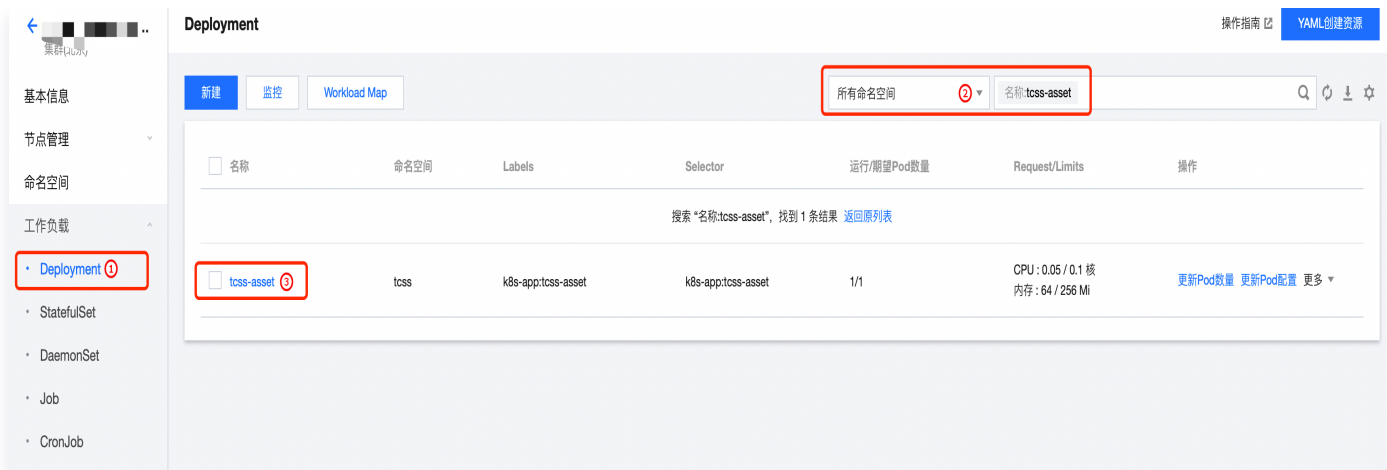 ..
集群(北京)
基本信息
节点管理
命名空间
工作负载
Deployment ①
StatefulSet
DaemonSet
Job
CronJob
Deployment
操作指南
YAML创建资源
新建 监控 Workload Map
所有命名空间 ② 名称:tcss-asset
名称 命名空间 Labels Selector 运行/期望Pod数量 Request/Limits 操作
搜索 “名称:tcss-asset”，找到 1 条结果 返回原列表
tcss-asset ③ tcss k8s-app:tcss-asset k8s-app:tcss-asset 1/1 CPU : 0.05 / 0.1 核 更新Pod数量 更新Pod配置 更多
内存 : 64 / 256 Mi